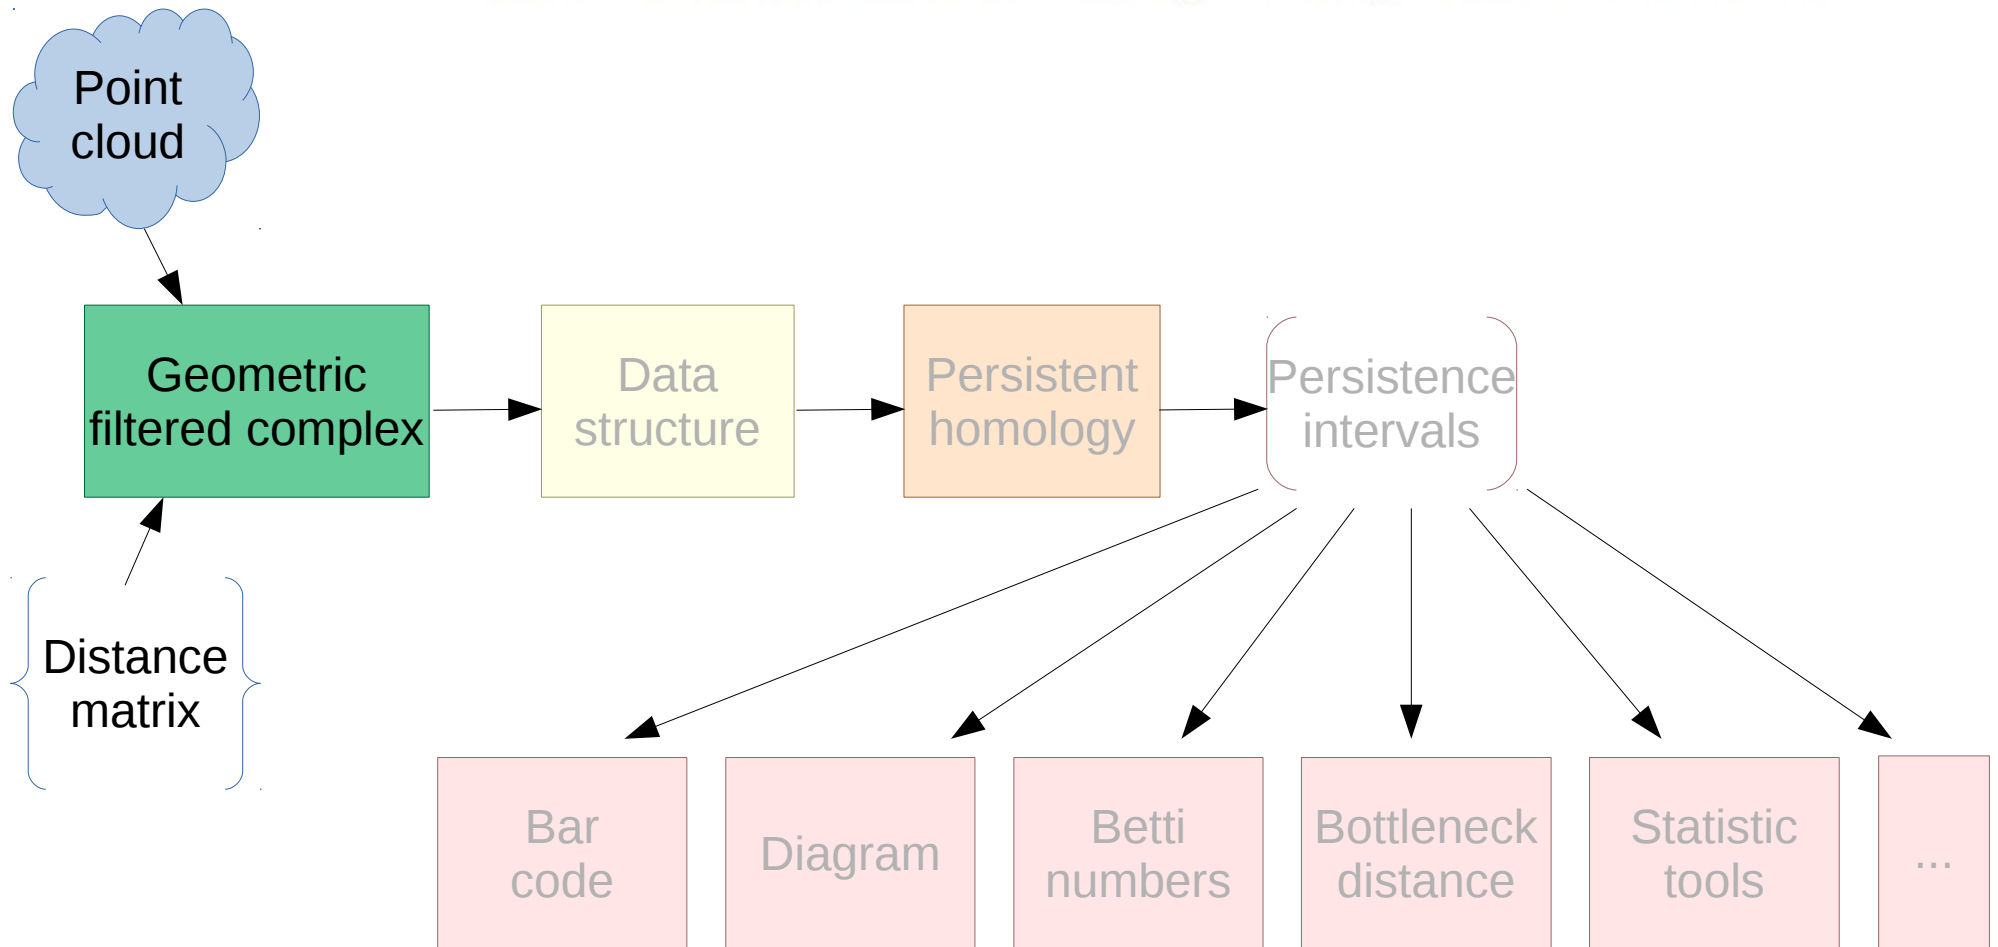 Point
cloud
Geometric
filtered complex
Data
structure
Persistent
homology
Persistence
intervals
Distance
matrix
Bar
code
Diagram
Betti
numbers
Bottleneck
distance
Statistic
tools
...